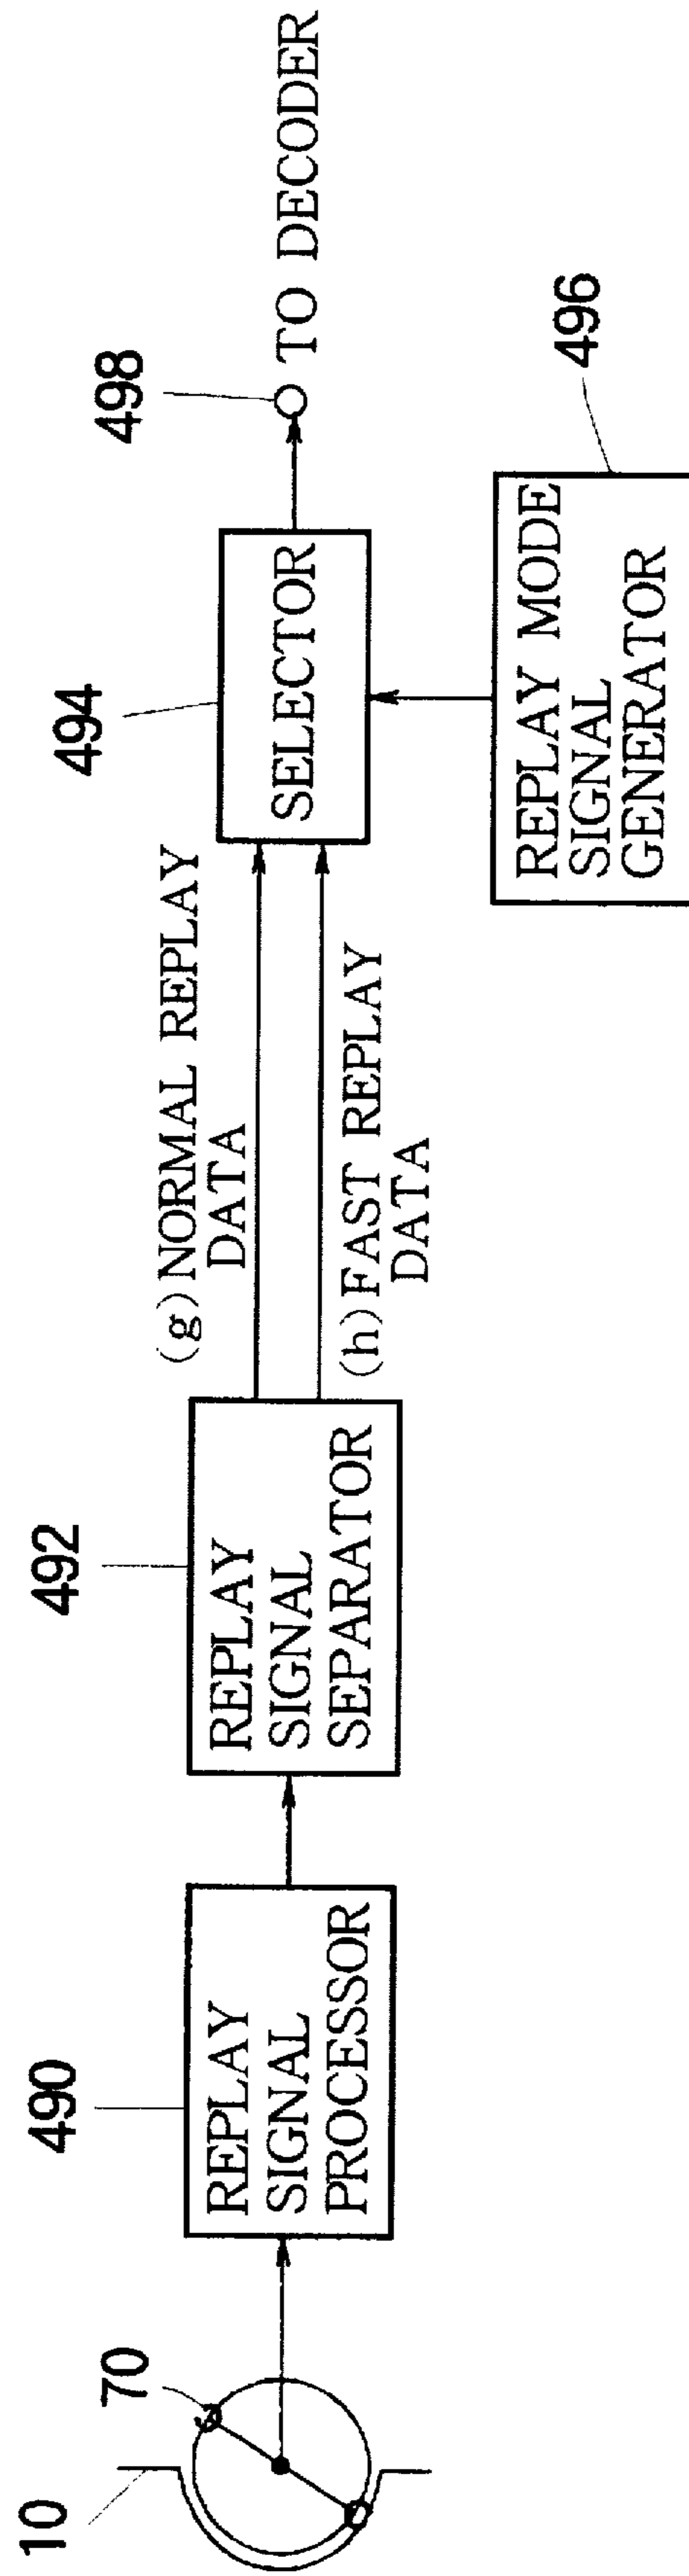 10
70
490
REPLAY
SIGNAL
PROCESSOR
492
REPLAY
SIGNAL
SEPARATOR
(g) NORMAL REPLAY
DATA
(h) FAST REPLAY
DATA
494
SELECTOR
498
TO DECODER
REPLAY MODE
SIGNAL
GENERATOR
496